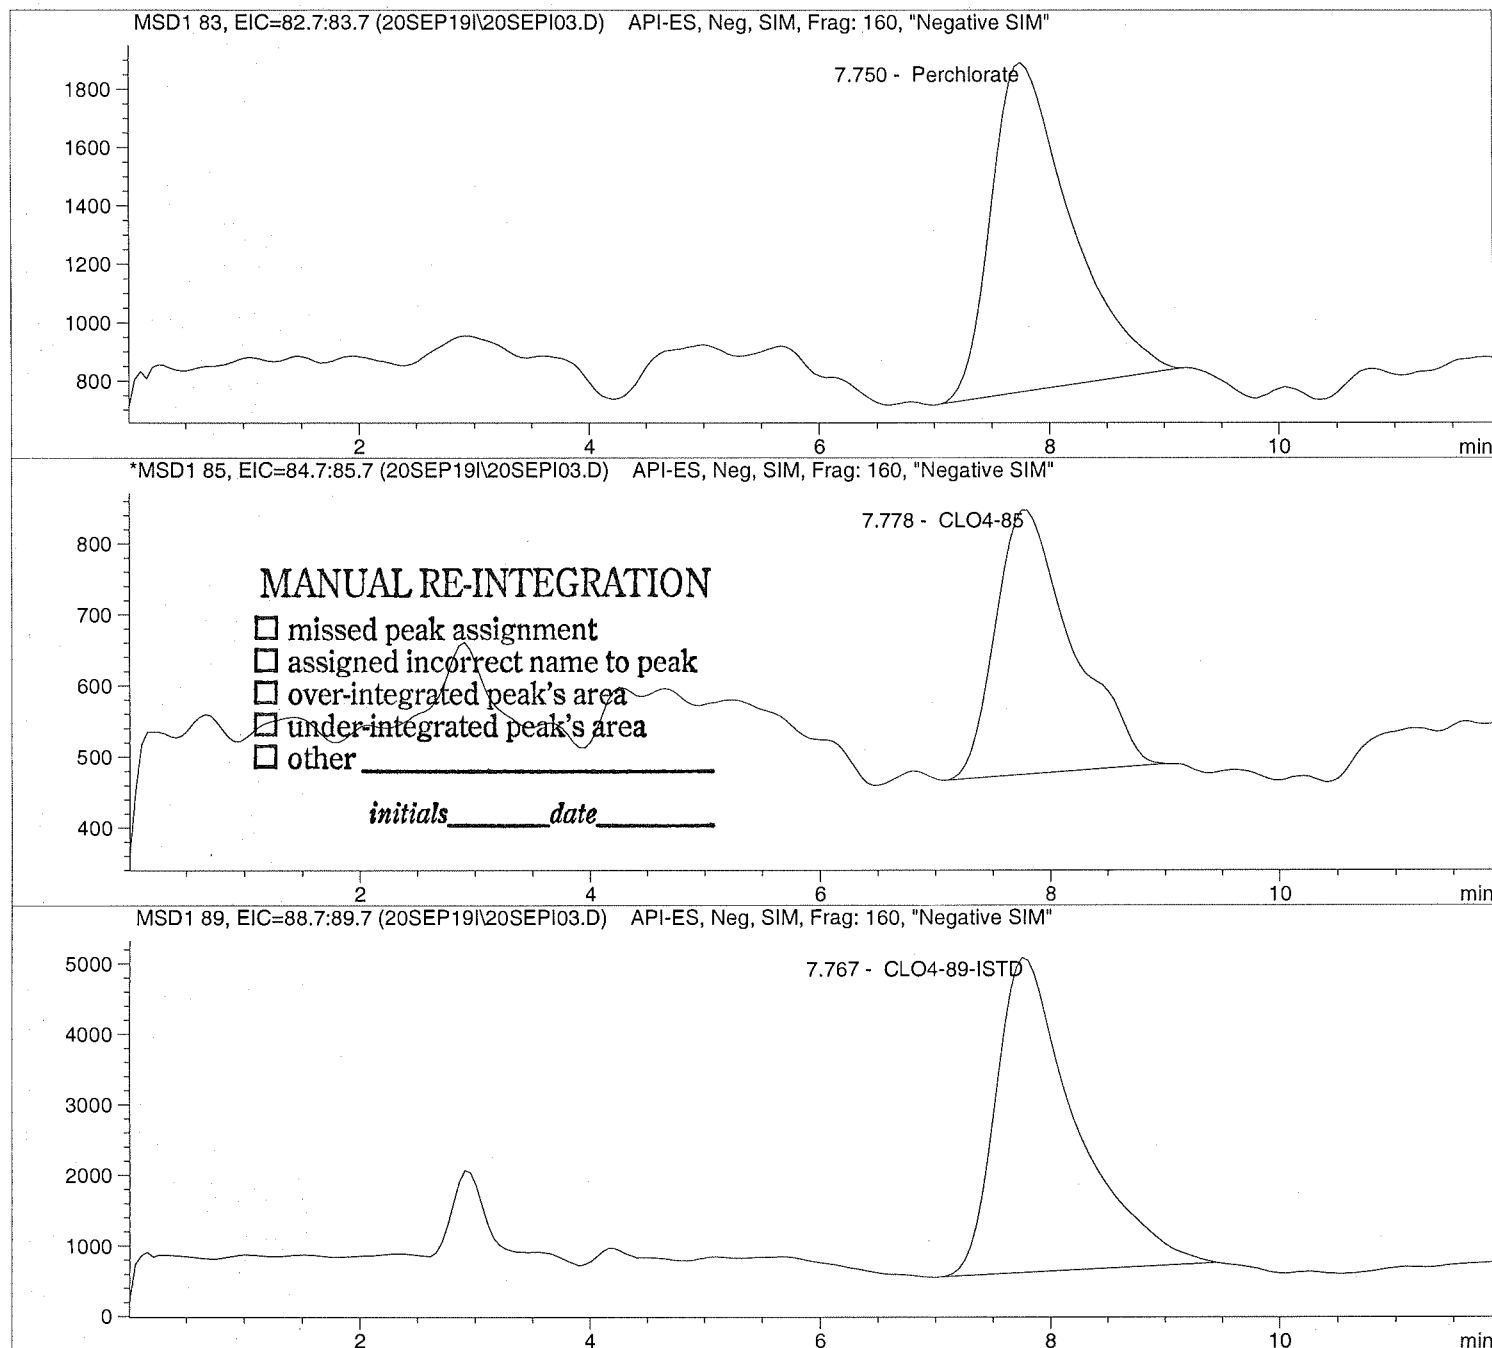 MSD1 83, EIC=82.7:83.7 (20SEP19I\20SEPI03.D) API-ES, Neg, SIM, Frag: 160, "Negative SIM"
7.750 - Perchlorate
1800
1600
1400
1200
1000
800
2 4 6 8 10 min
*MSD1 85, EIC=84.7:85.7 (20SEP19I\20SEPI03.D) API-ES, Neg, SIM, Frag: 160, "Negative SIM"
7.778 - CLO4-85
800
700
600
500
400
MANUAL RE-INTEGRATION
☐ missed peak assignment
☐ assigned incorrect name to peak
☐ over-integrated peak's area
☐ under-integrated peak's area
☐ other
initials date
2 4 6 8 10 min
MSD1 89, EIC=88.7:89.7 (20SEP19I\20SEPI03.D) API-ES, Neg, SIM, Frag: 160, "Negative SIM"
7.767 - CLO4-89-ISTD
5000
4000
3000
2000
1000
0
2 4 6 8 10 min